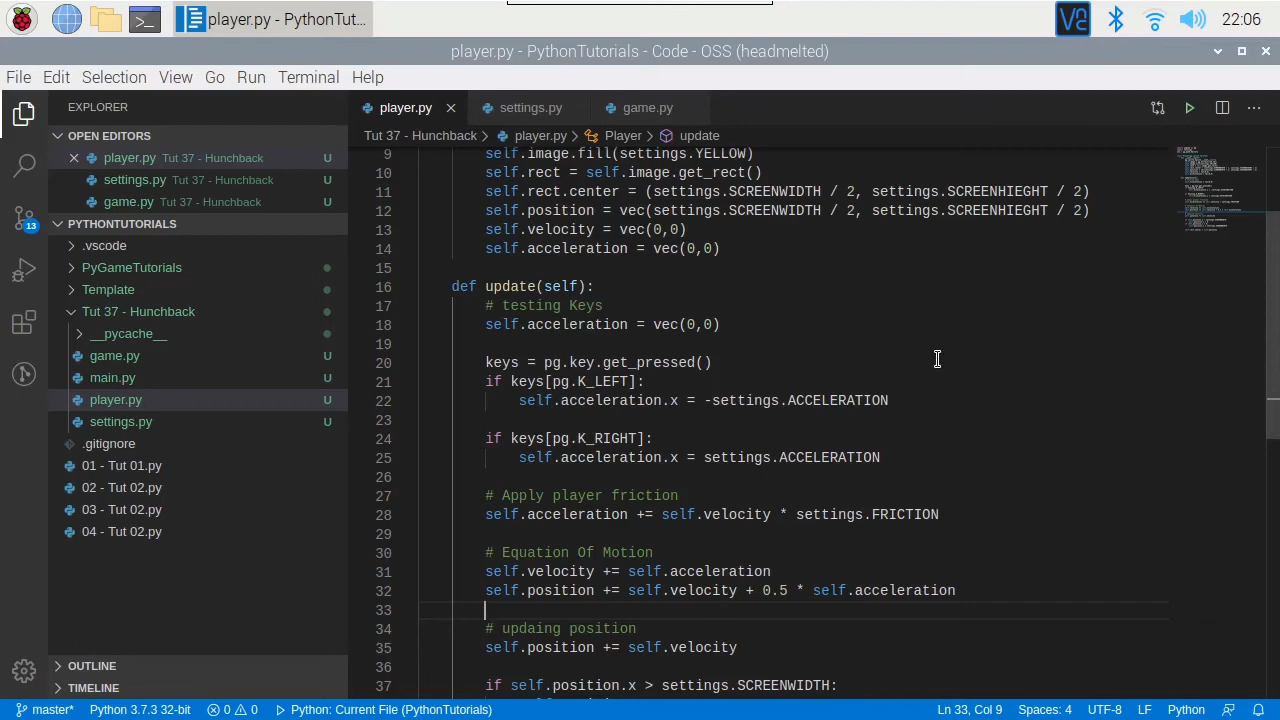 player.py - PythonTut...
VNC
22:06
player.py - PythonTutorials - Code - OSS (headmelted)
File Edit Selection View Go Run Terminal Help
EXPLORER
OPEN EDITORS
player.py Tut 37 - Hunchback U
settings.py Tut 37 - Hunchback U
game.py Tut 37 - Hunchback U
PYTHONTUTORIALS
.vscode
PyGameTutorials
Template
Tut 37 - Hunchback
__pycache__
game.py U
main.py U
player.py U
settings.py U
.gitignore
01 - Tut 01.py
02 - Tut 02.py
03 - Tut 02.py
04 - Tut 02.py
OUTLINE
TIMELINE
13
player.py settings.py game.py
Tut 37 - Hunchback > player.py > Player > update
9 self.image.fill(settings.YELLOW)
10 self.rect = self.image.get_rect()
11 self.rect.center = (settings.SCREENWIDTH / 2, settings.SCREENHIEGHT / 2)
12 self.position = vec(settings.SCREENWIDTH / 2, settings.SCREENHIEGHT / 2)
13 self.velocity = vec(0,0)
14 self.acceleration = vec(0,0)
15
16 def update(self):
17 # testing Keys
18 self.acceleration = vec(0,0)
19
20 keys = pg.key.get_pressed()
21 if keys[pg.K_LEFT]:
22 self.acceleration.x = -settings.ACCELERATION
23
24 if keys[pg.K_RIGHT]:
25 self.acceleration.x = settings.ACCELERATION
26
27 # Apply player friction
28 self.acceleration += self.velocity * settings.FRICTION
29
30 # Equation Of Motion
31 self.velocity += self.acceleration
32 self.position += self.velocity + 0.5 * self.acceleration
33
34 # updaing position
35 self.position += self.velocity
36
37 if self.position.x > settings.SCREENWIDTH:
master* Python 3.7.3 32-bit 0 0 Python: Current File (PythonTutorials) Ln 33, Col 9 Spaces: 4 UTF-8 LF Python